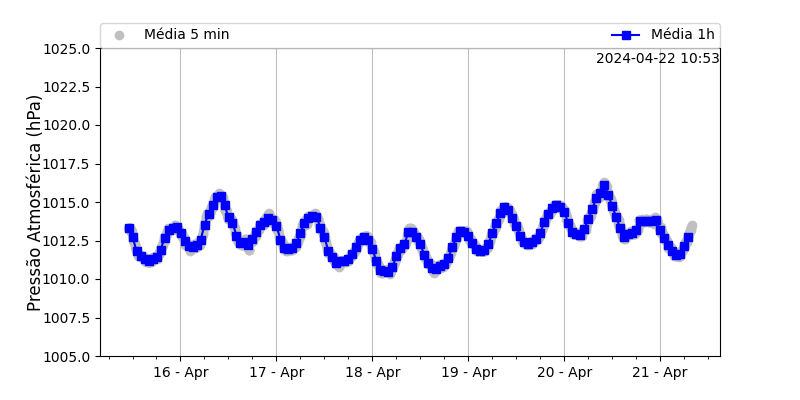 Média 5 min
Média 1h
2024-04-22 10:53
Pressão Atmosférica (hPa)
1025.0
1022.5
1020.0
1017.5
1015.0
1012.5
1010.0
1007.5
1005.0
16 - Apr
17 - Apr
18 - Apr
19 - Apr
20 - Apr
21 - Apr